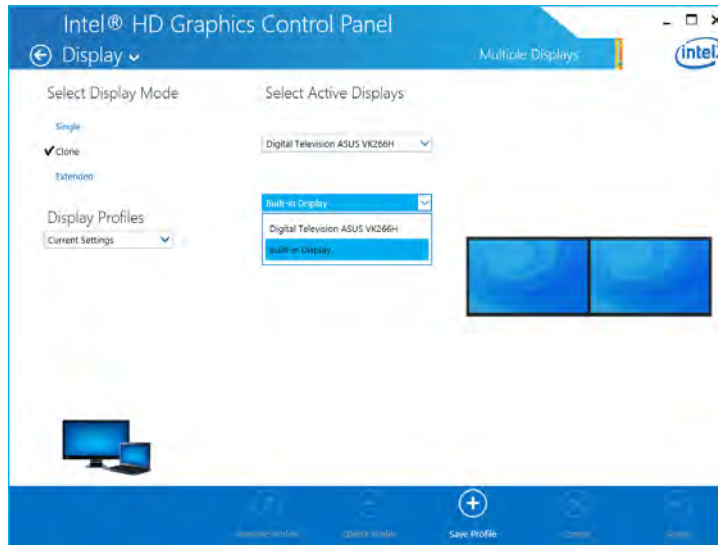 Intel® HD Graphics Control Panel
Display
Multiple Displays
intel
Select Display Mode
Select Active Displays
Single
Clone
Extended
Digital Television ASUS VK266H
Built-in Display
Digital Television ASUS VK266H
Built-in Display
Display Profiles
Current Settings
Save Profile